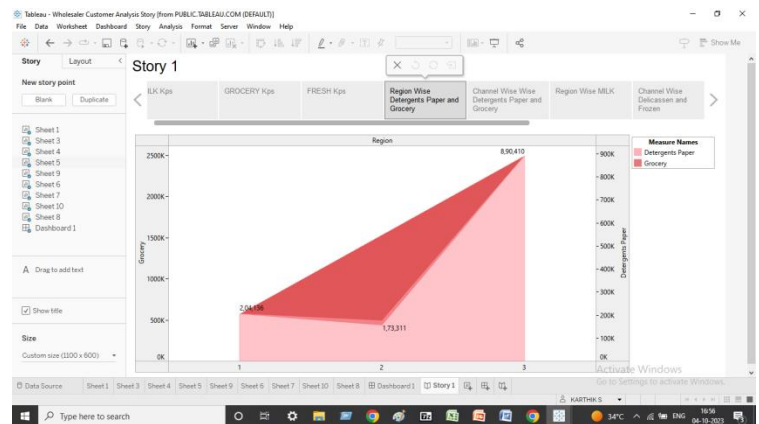 Tableau - Wholesaler Customer Analysis Story [from PUBLIC.TABLEAU.COM (DEFAULT)]
File Data Worksheet Dashboard Story Analysis Format Server Window Help
Show Me
Story Layout
New story point
Blank Duplicate
Sheet 1
Sheet 3
Sheet 4
Sheet 5
Sheet 9
Sheet 6
Sheet 7
Sheet 10
Sheet 8
Dashboard 1
A Drag to add text
Show title
Size
Custom size (1100 x 600)
Story 1
ILK Kps
GROCERY Kps
FRESH Kps
Region Wise
Detergents Paper and
Grocery
Channel Wise Wise
Detergents Paper and
Grocery
Region Wise MILK
Channel Wise
Delicassen and
Frozen
Region
Grocery
2500K
2000K
1500K
1000K
500K
0K
8,90,410
2,04,136
1,73,311
900K
800K
700K
600K
500K
400K
300K
200K
100K
0K
Detergents Paper
1 2 3
Measure Names
Detergents Paper
Grocery
Activate Windows
Go to Settings to activate Windows.
Data Source Sheet 1 Sheet 3 Sheet 4 Sheet 5 Sheet 9 Sheet 6 Sheet 7 Sheet 10 Sheet 8 Dashboard 1 Story 1
KARTHIK S
Type here to search
34°C ENG 16:56
04-10-2023